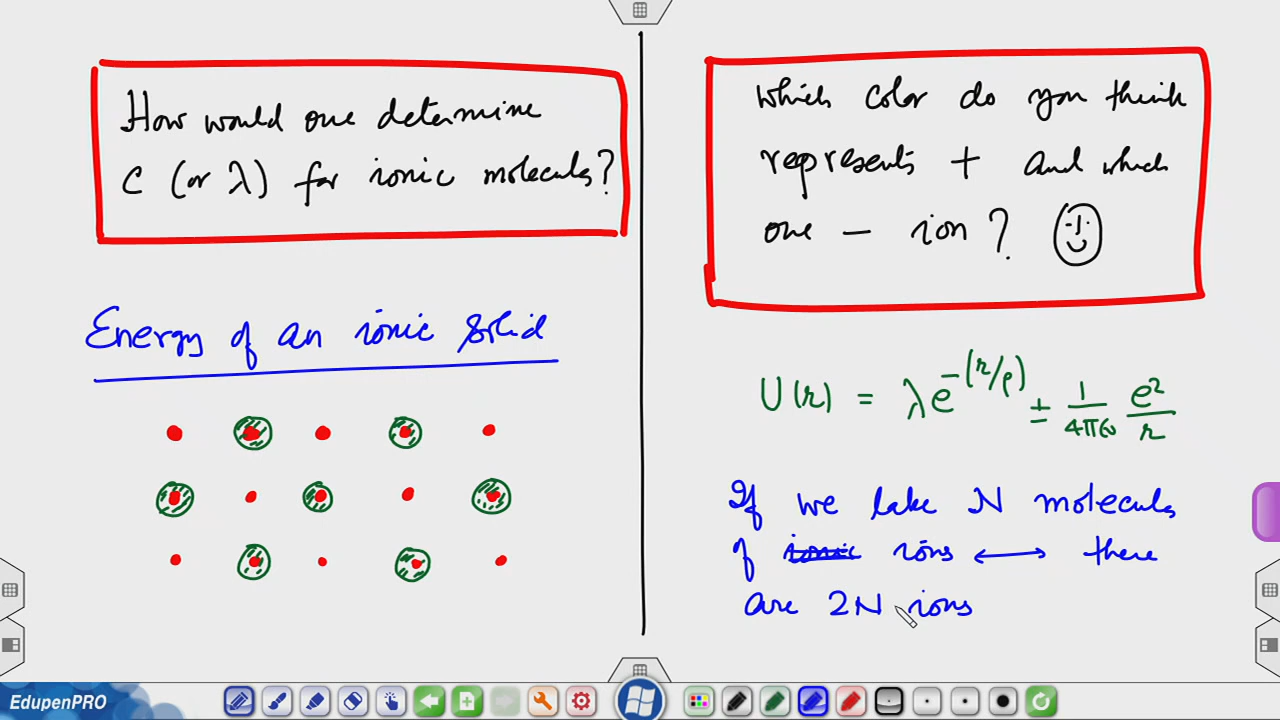 How would one determine
C (or λ) for ionic molecules?
Energy of an ionic solid
Which color do you think
represents + and which
one – ion?
U(r) = λe^-(r/ρ) ± 1/4πε₀ e²/r
If we take N molecules
of ionic ions ⟷ there
are 2N ions
EdupenPRO